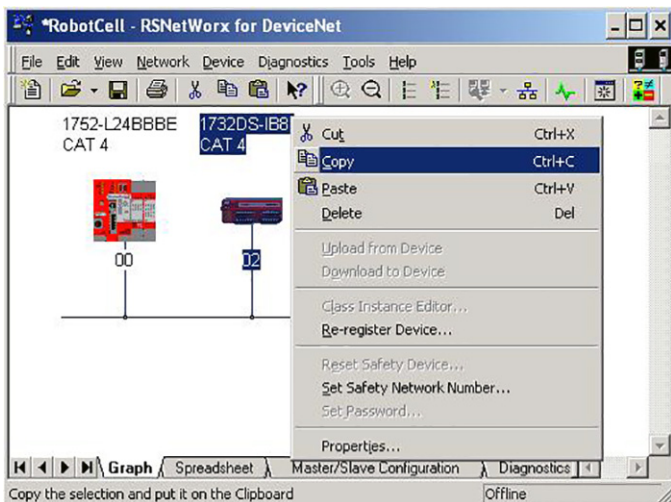 *RobotCell - RSNetWorx for DeviceNet
File Edit View Network Device Diagnostics Tools Help
1752-L24BBBE
CAT 4
1732DS-IB8
CAT 4
00
02
Cut Ctrl+X
Copy Ctrl+C
Paste Ctrl+V
Delete Del
Upload from Device
Download to Device
Class Instance Editor...
Re-register Device...
Reset Safety Device...
Set Safety Network Number...
Set Password...
Properties...
Graph Spreadsheet Master/Slave Configuration Diagnostics
Copy the selection and put it on the Clipboard Offline